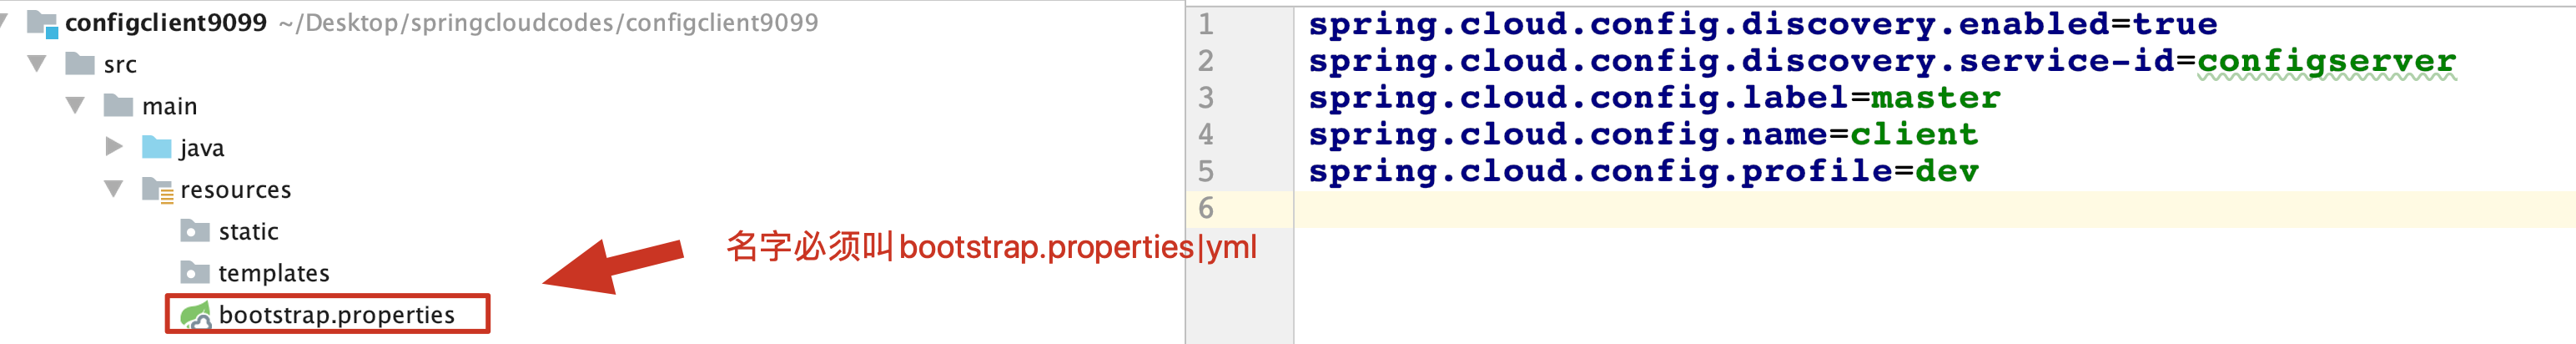 configclient9099 ~/Desktop/springcloudcodes/configclient9099
src
main
java
resources
static
templates
bootstrap.properties
名字必须叫bootstrap.properties|yml
1 spring.cloud.config.discovery.enabled=true
2 spring.cloud.config.discovery.service-id=configserver
3 spring.cloud.config.label=master
4 spring.cloud.config.name=client
5 spring.cloud.config.profile=dev
6